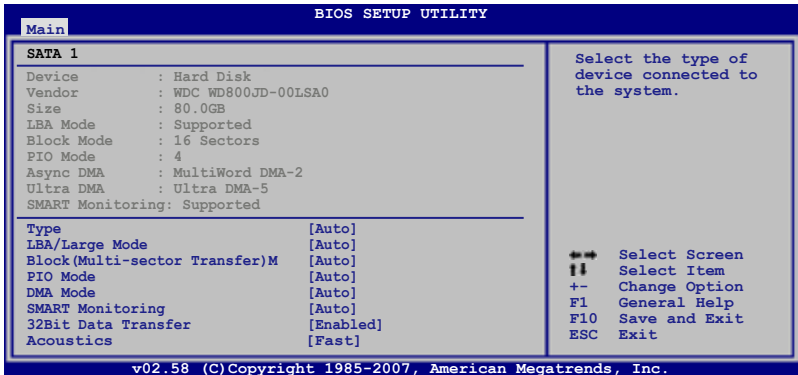 BIOS SETUP UTILITY
Main
SATA 1
Device : Hard Disk
Vendor : WDC WD800JD-00LSA0
Size : 80.0GB
LBA Mode : Supported
Block Mode : 16 Sectors
PIO Mode : 4
Async DMA : MultiWord DMA-2
Ultra DMA : Ultra DMA-5
SMART Monitoring: Supported
Type [Auto]
LBA/Large Mode [Auto]
Block(Multi-sector Transfer)M [Auto]
PIO Mode [Auto]
DMA Mode [Auto]
SMART Monitoring [Auto]
32Bit Data Transfer [Enabled]
Acoustics [Fast]
Select the type of
device connected to
the system.
←→ Select Screen
↑↓ Select Item
+- Change Option
F1 General Help
F10 Save and Exit
ESC Exit
v02.58 (C)Copyright 1985-2007, American Megatrends, Inc.